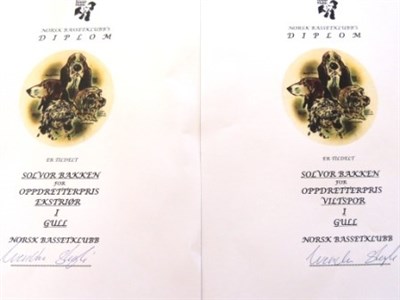 NORSK BASSETKLUBB'S
DIPLOM
ER TILDELT
SOLVOR BAKKEN
FOR
OPPDRETTERPRIS
EKSTRIØR
I
GULL
NORSK BASSETKLUBB
NORSK BASSETKLUBB'S
DIPLOM
ER TILDELT
SOLVOR BAKKEN
FOR
OPPDRETTERPRIS
VILTSPOR
I
GULL
NORSK BASSETKLUBB